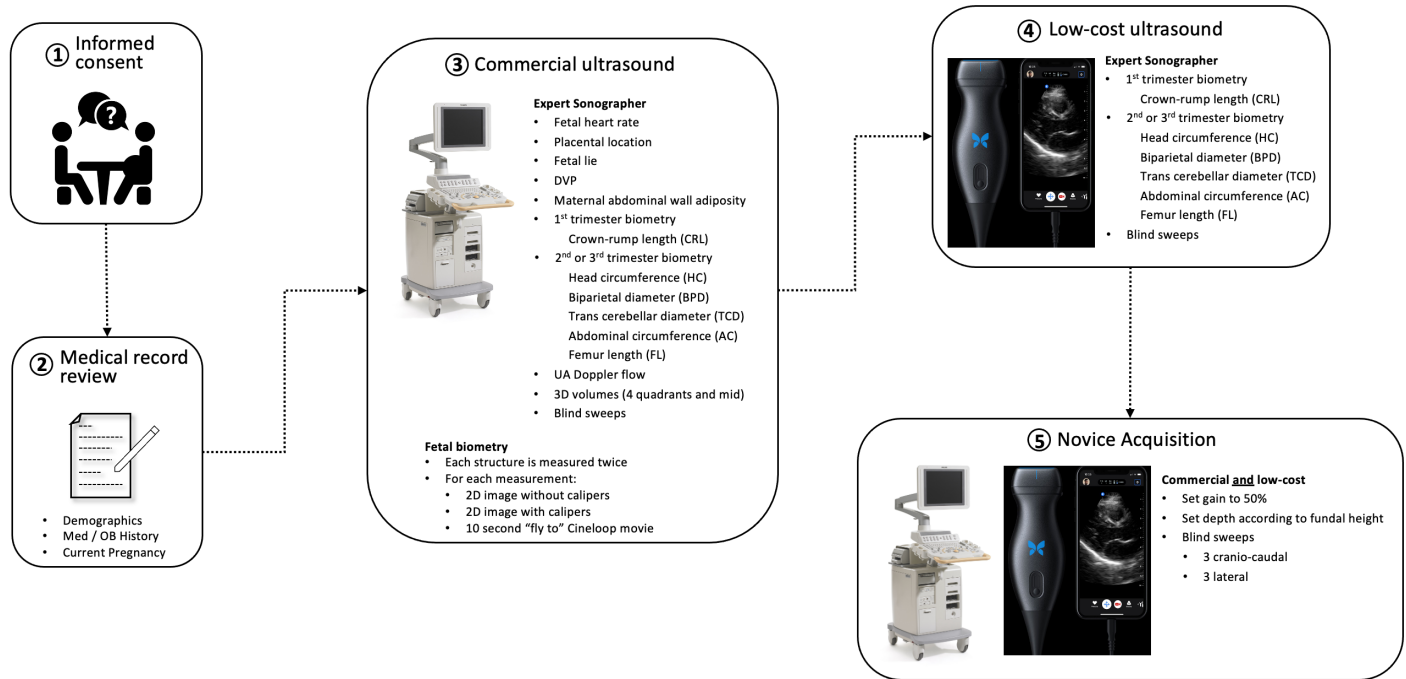 ① Informed
consent
?
② Medical record
review
• Demographics
• Med / OB History
• Current Pregnancy
③ Commercial ultrasound
Expert Sonographer
• Fetal heart rate
• Placental location
• Fetal lie
• DVP
• Maternal abdominal wall adiposity
• 1st trimester biometry
Crown-rump length (CRL)
• 2nd or 3rd trimester biometry
Head circumference (HC)
Biparietal diameter (BPD)
Trans cerebellar diameter (TCD)
Abdominal circumference (AC)
Femur length (FL)
• UA Doppler flow
• 3D volumes (4 quadrants and mid)
• Blind sweeps
Fetal biometry
• Each structure is measured twice
• For each measurement:
• 2D image without calipers
• 2D image with calipers
• 10 second “fly to” Cineloop movie
④ Low-cost ultrasound
Expert Sonographer
• 1st trimester biometry
Crown-rump length (CRL)
• 2nd or 3rd trimester biometry
Head circumference (HC)
Biparietal diameter (BPD)
Trans cerebellar diameter (TCD)
Abdominal circumference (AC)
Femur length (FL)
• Blind sweeps
⑤ Novice Acquisition
Commercial and low-cost
• Set gain to 50%
• Set depth according to fundal height
• Blind sweeps
• 3 cranio-caudal
• 3 lateral